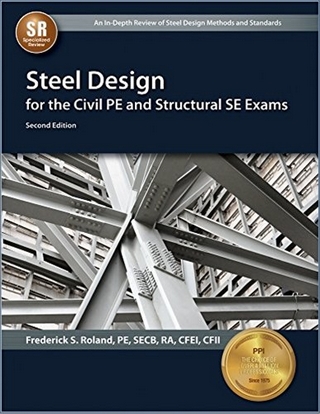 SR
Specialized
Review
An In-Depth Review of Steel Design Methods and Standards
Steel Design
for the Civil PE and Structural SE Exams
Second Edition
Frederick S. Roland, PE, SECB, RA, CFEI, CFII
PPI
Since 1975